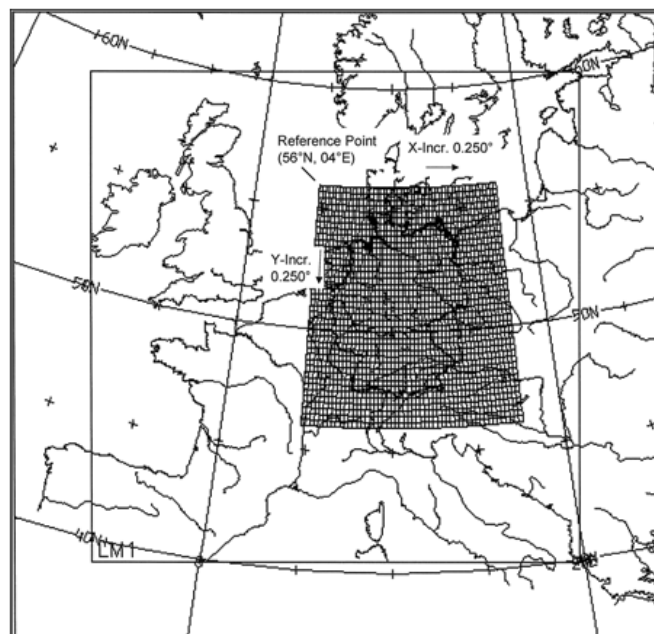 60N
60N
Reference Point
(56°N, 04°E)
X-Incr. 0.250°
Y-Incr.
0.250°
50N
50N
40N
LM1